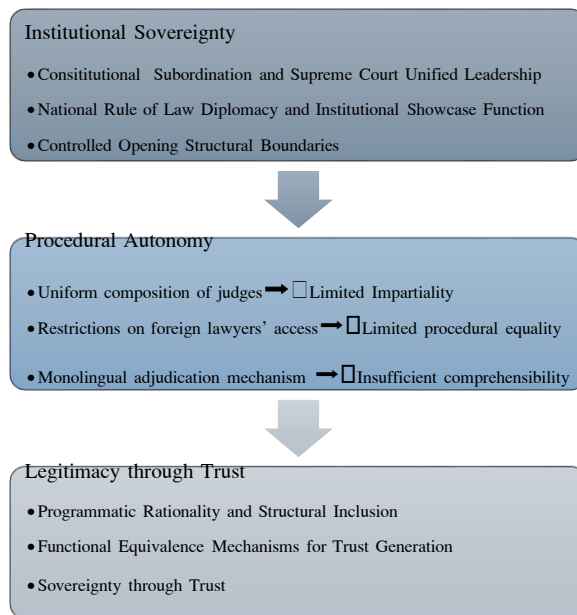 Institutional Sovereignty
•Consititutional Subordination and Supreme Court Unified Leadership
•National Rule of Law Diplomacy and Institutional Showcase Function
•Controlled Opening Structural Boundaries
Procedural Autonomy
•Uniform composition of judges➞□Limited Impartiality
•Restrictions on foreign lawyers’ access➞□Limited procedural equality
•Monolingual adjudication mechanism ➞□Insufficient comprehensibility
Legitimacy through Trust
•Programmatic Rationality and Structural Inclusion
•Functional Equivalence Mechanisms for Trust Generation
•Sovereignty through Trust